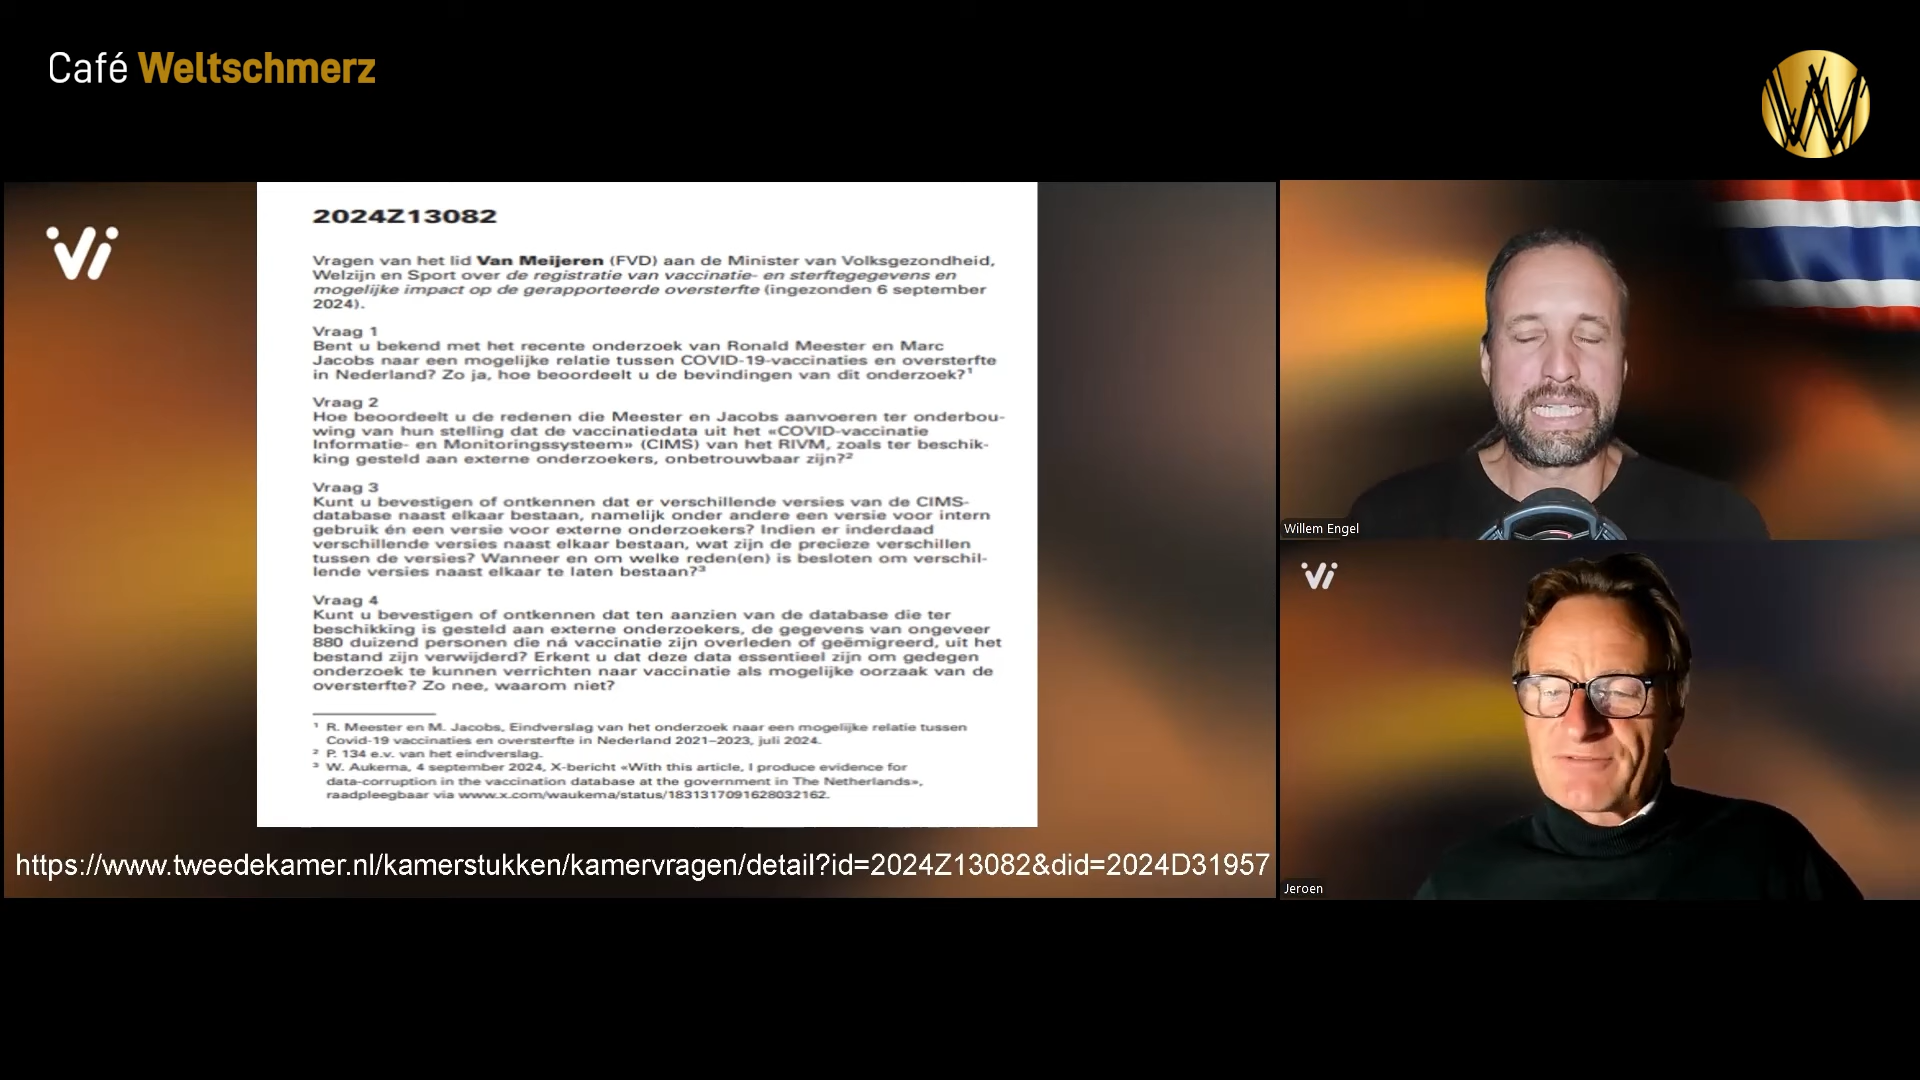 Café Weltschmerz
2024Z13082
Vragen van het lid Van Meijeren (FVD) aan de Minister van Volksgezondheid,
Welzijn en Sport over de registratie van vaccinatie- en sterftegegevens en
mogelijke impact op de gerapporteerde oversterfte (ingezonden 6 september
2024).
Vraag 1
Bent u bekend met het recente onderzoek van Ronald Meester en Marc
Jacobs naar een mogelijke relatie tussen COVID-19-vaccinaties en oversterfte
in Nederland? Zo ja, hoe beoordeelt u de bevindingen van dit onderzoek?¹
Vraag 2
Hoe beoordeelt u de redenen die Meester en Jacobs aanvoeren ter onderbou-
wing van hun stelling dat de vaccinatiedata uit het «COVID-vaccinatie
Informatie- en Monitoringssysteem» (CIMS) van het RIVM, zoals ter beschik-
king gesteld aan externe onderzoekers, onbetrouwbaar zijn?²
Vraag 3
Kunt u bevestigen of ontkennen dat er verschillende versies van de CIMS-
database naast elkaar bestaan, namelijk onder andere een versie voor intern
gebruik én een versie voor externe onderzoekers? Indien er inderdaad
verschillende versies naast elkaar bestaan, wat zijn de precieze verschillen
tussen de versies? Wanneer en om welke reden(en) is besloten om verschil-
lende versies naast elkaar te laten bestaan?³
Vraag 4
Kunt u bevestigen of ontkennen dat ten aanzien van de database die ter
beschikking is gesteld aan externe onderzoekers, de gegevens van ongeveer
880 duizend personen die ná vaccinatie zijn overleden of geëmigreerd, uit het
bestand zijn verwijderd? Erkent u dat deze data essentieel zijn om gedegen
onderzoek te kunnen verrichten naar vaccinatie als mogelijke oorzaak van de
oversterfte? Zo nee, waarom niet?
¹ R. Meester en M. Jacobs, Eindverslag van het onderzoek naar een mogelijke relatie tussen
Covid-19 vaccinaties en oversterfte in Nederland 2021–2023, juli 2024.
² P. 134 e.v. van het eindverslag.
³ W. Aukema, 4 september 2024, X-bericht «With this article, I produce evidence for
data-corruption in the vaccination database at the government in The Netherlands»,
raadpleegbaar via www.x.com/waukema/status/1831317091628032162.
https://www.tweedekamer.nl/kamerstukken/kamervragen/detail?id=2024Z13082&did=2024D31957
Willem Engel
Jeroen